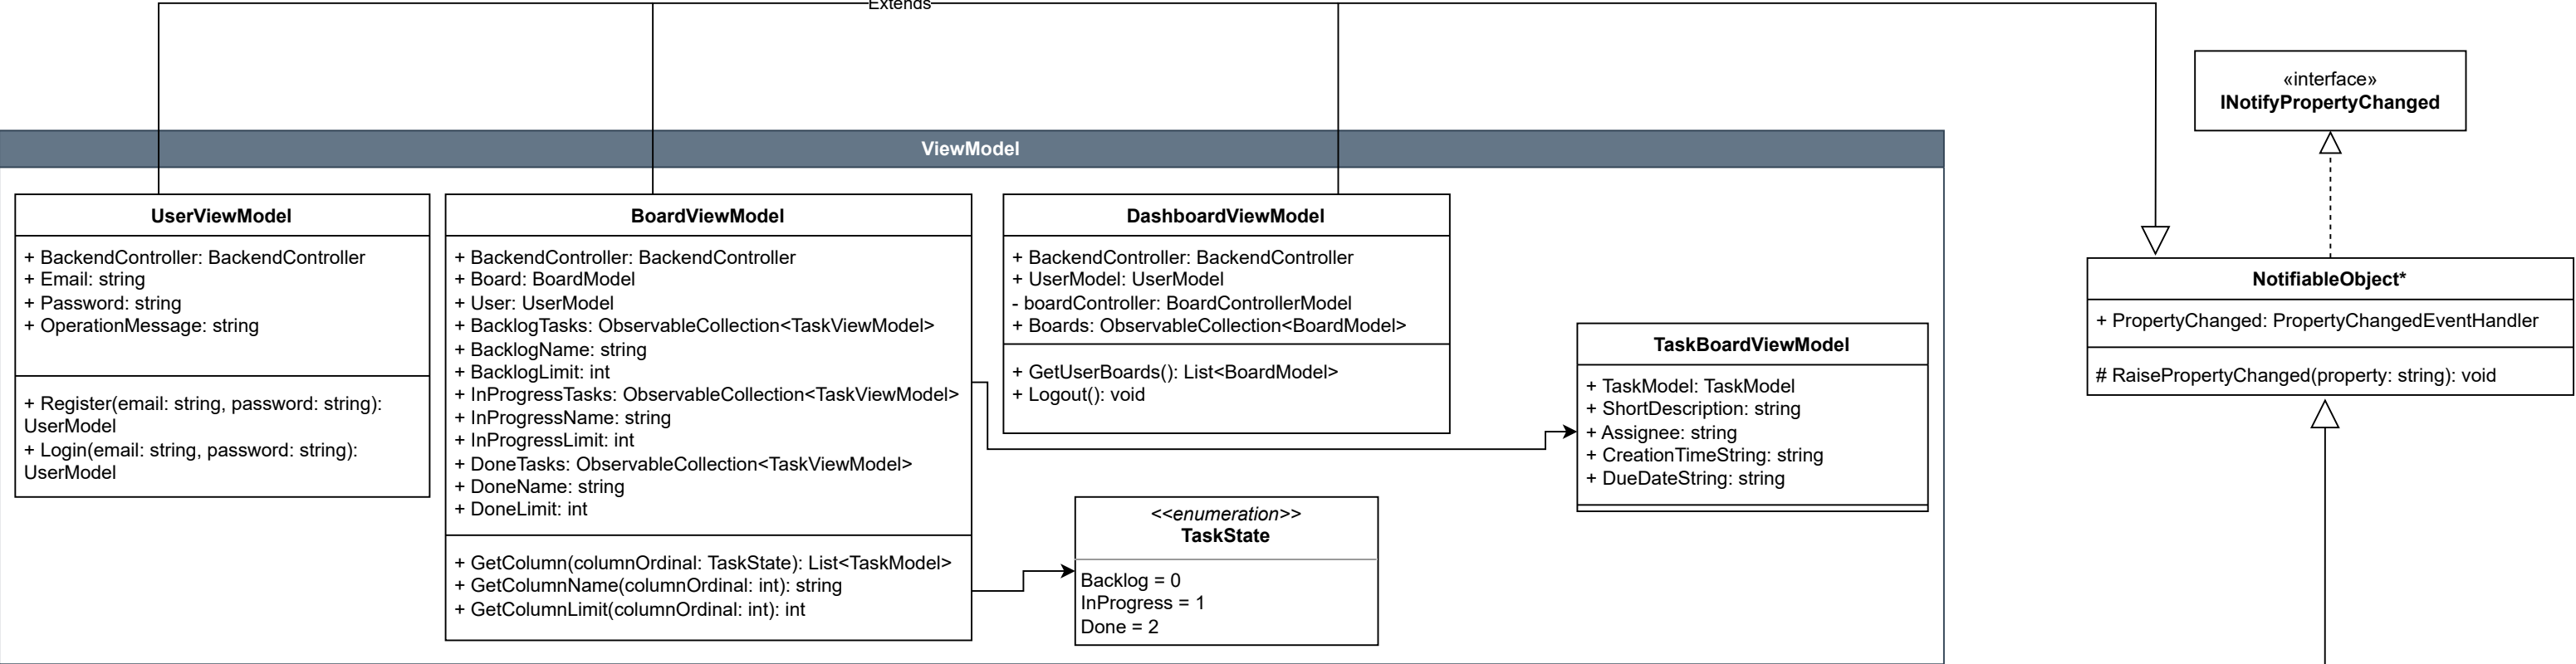 Extends
«interface»
INotifyPropertyChanged
ViewModel
UserViewModel
+ BackendController: BackendController
+ Email: string
+ Password: string
+ OperationMessage: string
+ Register(email: string, password: string):
UserModel
+ Login(email: string, password: string):
UserModel
BoardViewModel
+ BackendController: BackendController
+ Board: BoardModel
+ User: UserModel
+ BacklogTasks: ObservableCollection<TaskViewModel>
+ BacklogName: string
+ BacklogLimit: int
+ InProgressTasks: ObservableCollection<TaskViewModel>
+ InProgressName: string
+ InProgressLimit: int
+ DoneTasks: ObservableCollection<TaskViewModel>
+ DoneName: string
+ DoneLimit: int
+ GetColumn(columnOrdinal: TaskState): List<TaskModel>
+ GetColumnName(columnOrdinal: int): string
+ GetColumnLimit(columnOrdinal: int): int
DashboardViewModel
+ BackendController: BackendController
+ UserModel: UserModel
- boardController: BoardControllerModel
+ Boards: ObservableCollection<BoardModel>
+ GetUserBoards(): List<BoardModel>
+ Logout(): void
<<enumeration>>
TaskState
Backlog = 0
InProgress = 1
Done = 2
TaskBoardViewModel
+ TaskModel: TaskModel
+ ShortDescription: string
+ Assignee: string
+ CreationTimeString: string
+ DueDateString: string
NotifiableObject*
+ PropertyChanged: PropertyChangedEventHandler
# RaisePropertyChanged(property: string): void